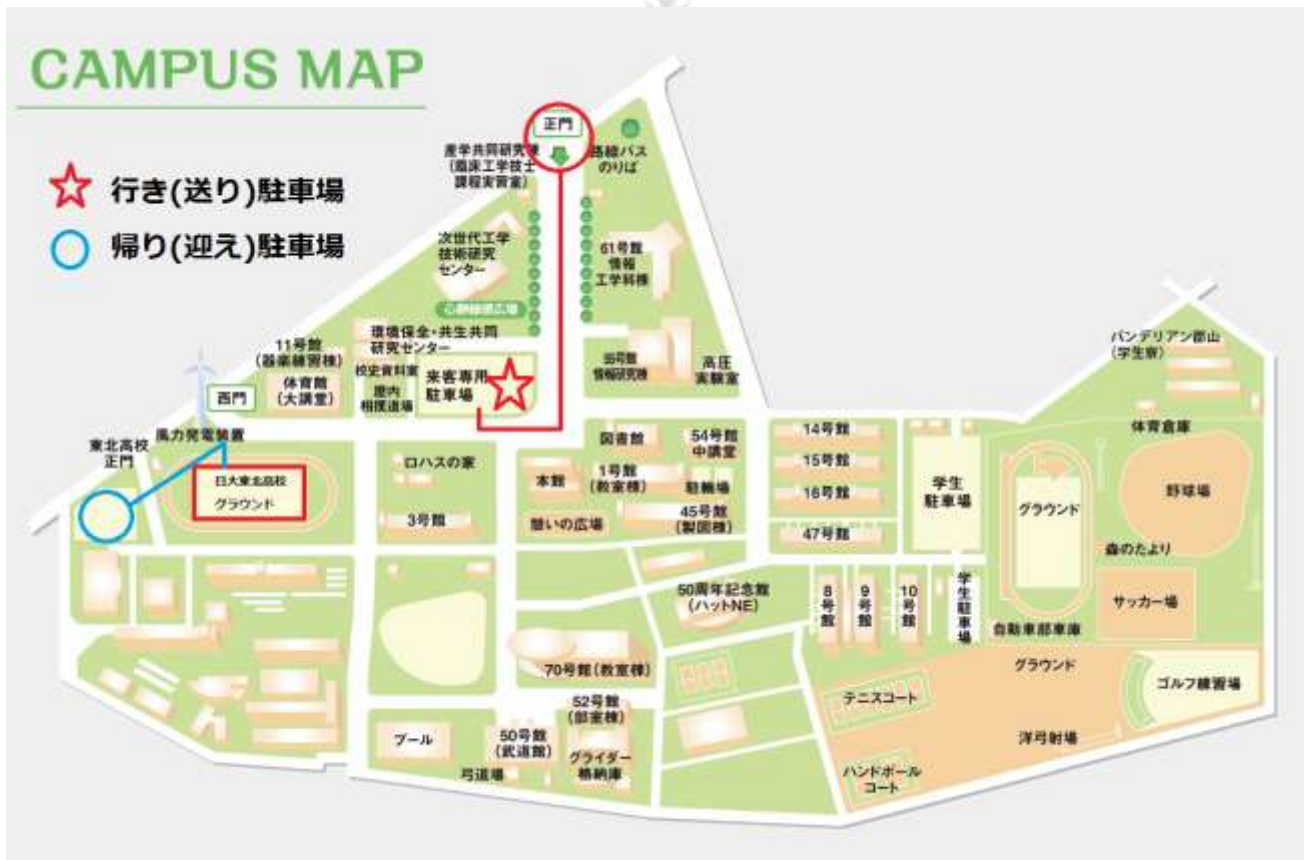 CAMPUS MAP
行き(送り)駐車場
帰り(迎え)駐車場
正門
路線バス
のりば
産学共同研究棟
(臨床工学技士
課程実習室)
次世代工学
技術研究
センター
61号館
情報
工学科棟
環境保全・共生共同
研究センター
11号館
(器楽練習棟)
体育館
(大講堂)
校史資料室
屋内
相撲道場
来客専用
駐車場
55号館
情報研究棟
高圧
実験室
西門
風力発電装置
東北高校
正門
日大東北高校
グラウンド
ロハスの家
3号館
本館
憩いの広場
図書館
1号館
(教室棟)
54号館
中講堂
駐輪場
45号館
(製図棟)
14号館
15号館
16号館
47号館
学生
駐車場
グラウンド
バンデリアン郡山
(学生寮)
体育倉庫
野球場
森のたより
サッカー場
50周年記念館
(ハットNE)
8号館
9号館
10号館
学生駐車場
自動車部車庫
グラウンド
ゴルフ練習場
テニスコート
洋弓射場
ハンドボール
コート
70号館(教室棟)
52号館
(部室棟)
プール
50号館
(武道館)
グライダー
格納庫
弓道場